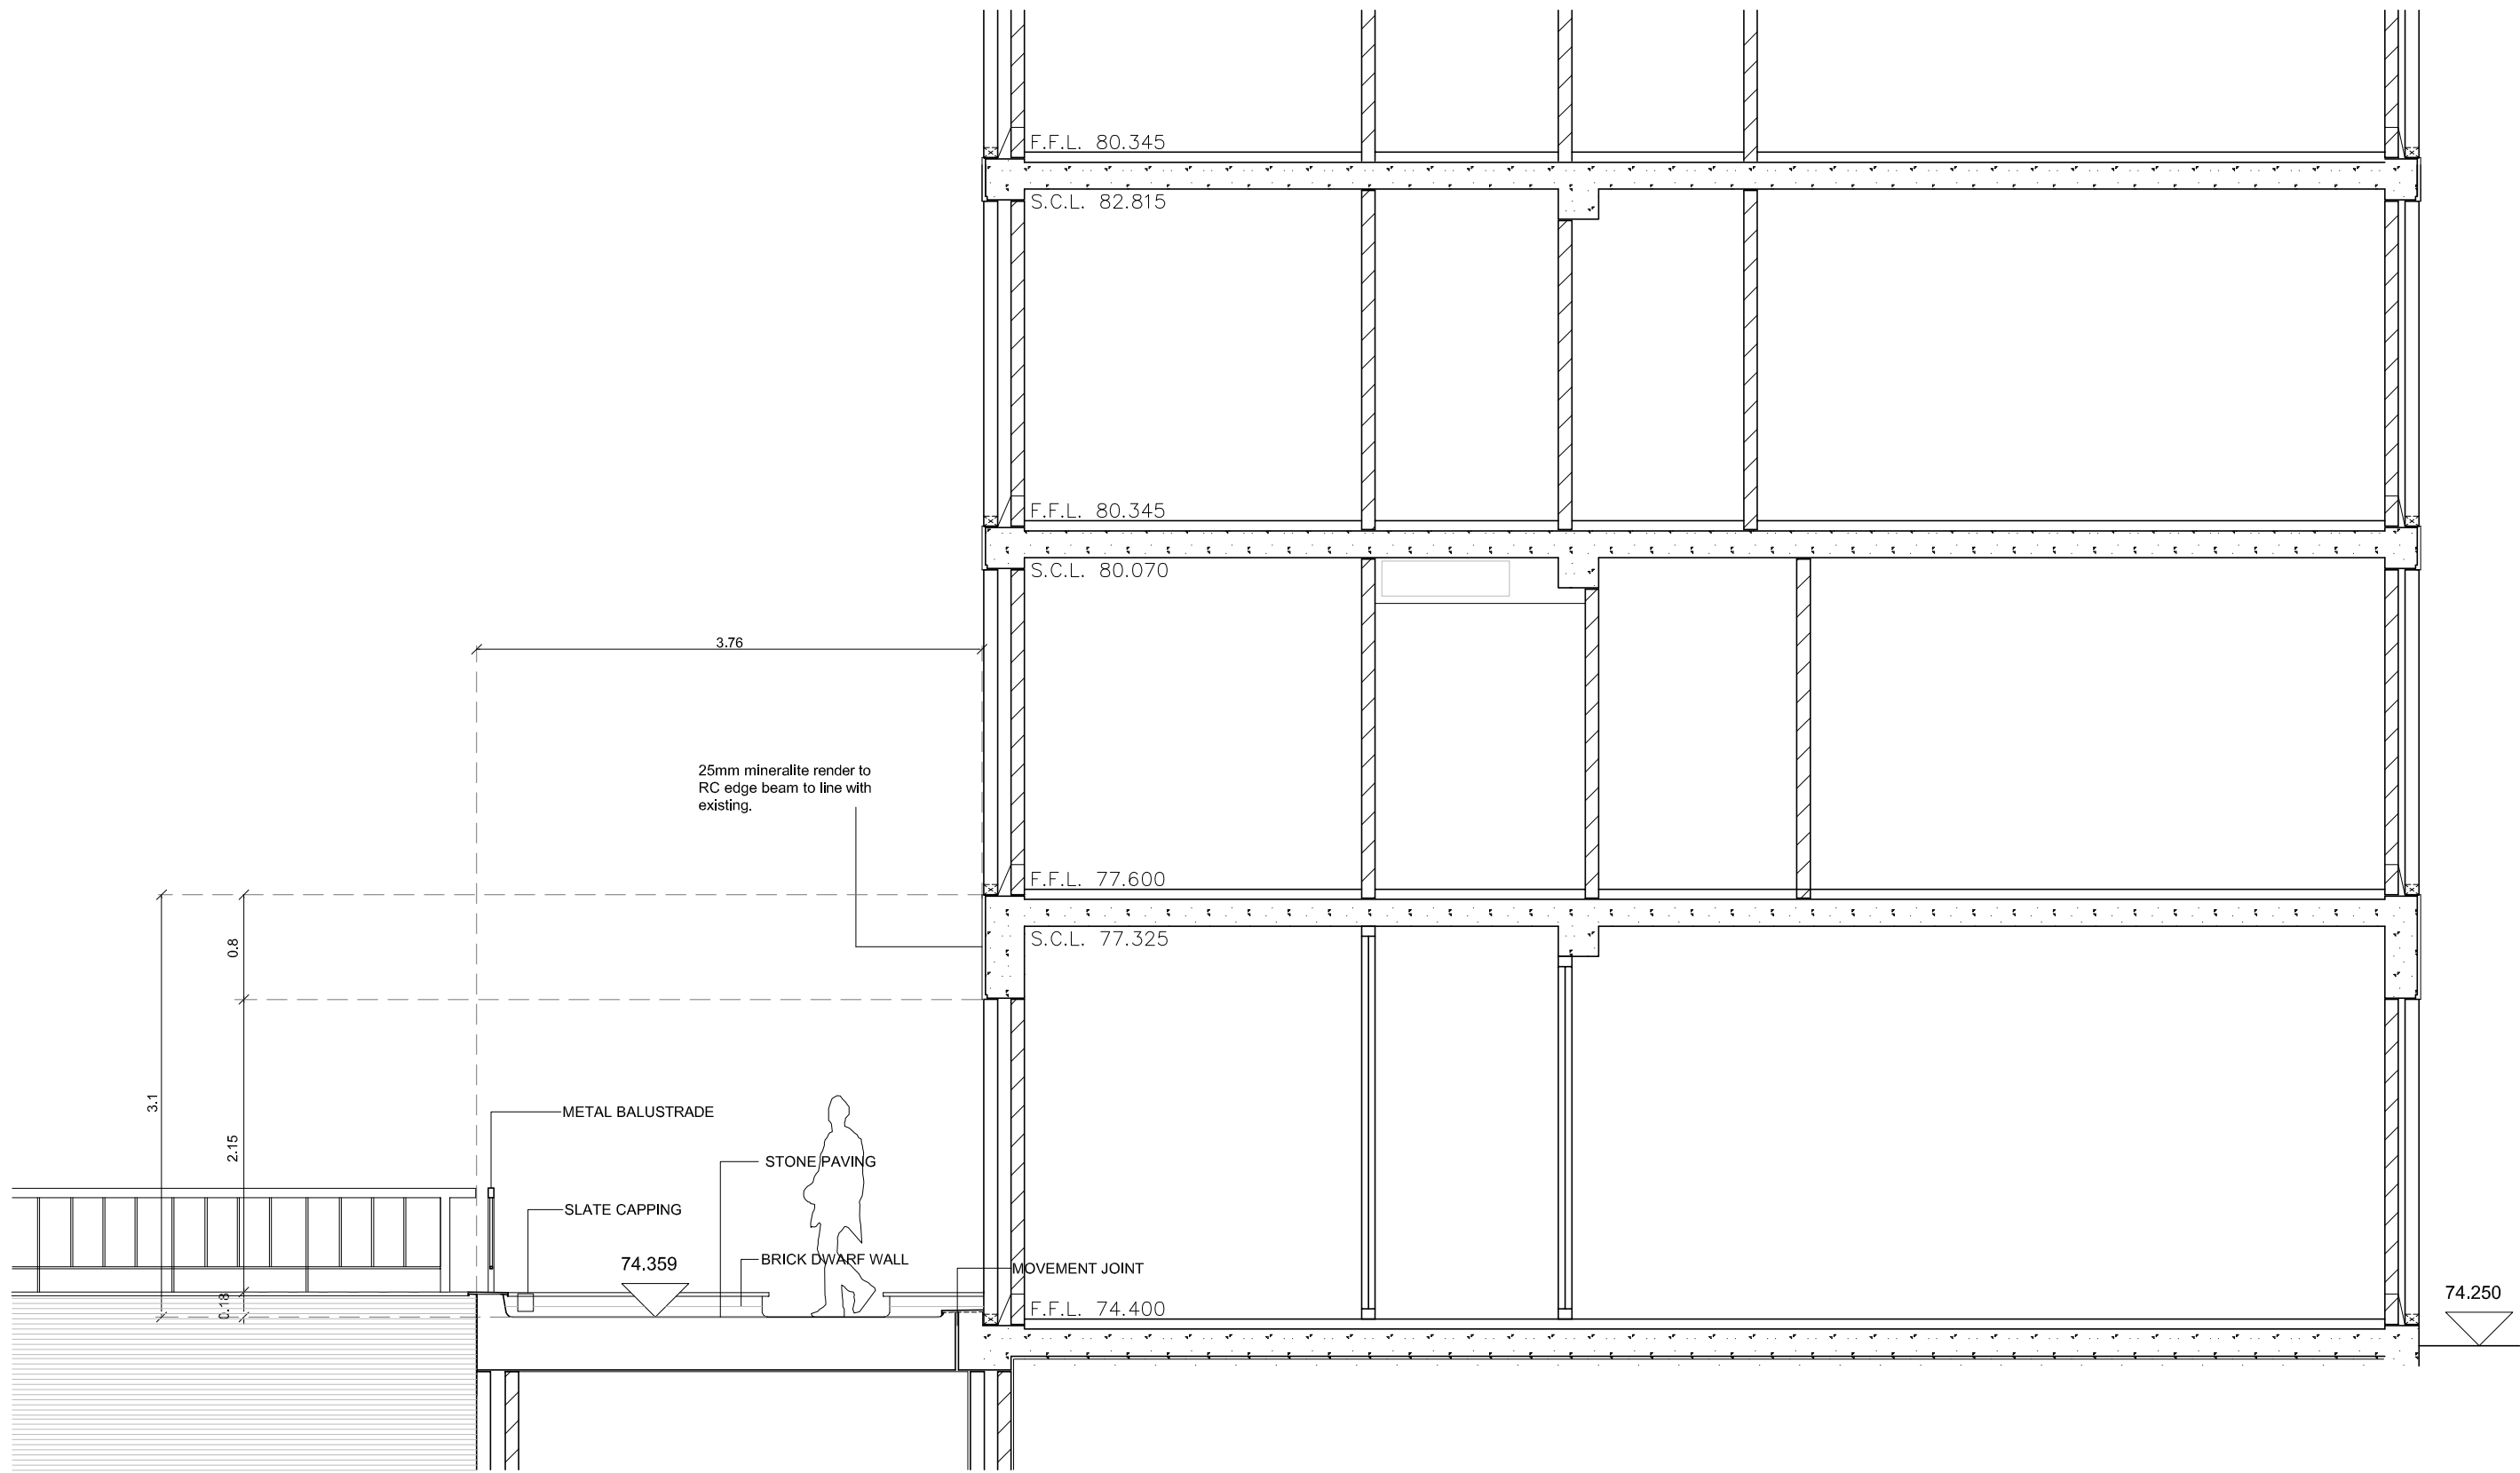 F.F.L. 80.345
S.C.L. 82.815
F.F.L. 80.345
S.C.L. 80.070
3.76
25mm mineralite render to
RC edge beam to line with
existing.
F.F.L. 77.600
S.C.L. 77.325
0.8
3.1
2.15
METAL BALUSTRADE
STONE PAVING
SLATE CAPPING
74.359
BRICK DWARF WALL
MOVEMENT JOINT
0.18
F.F.L. 74.400
74.250